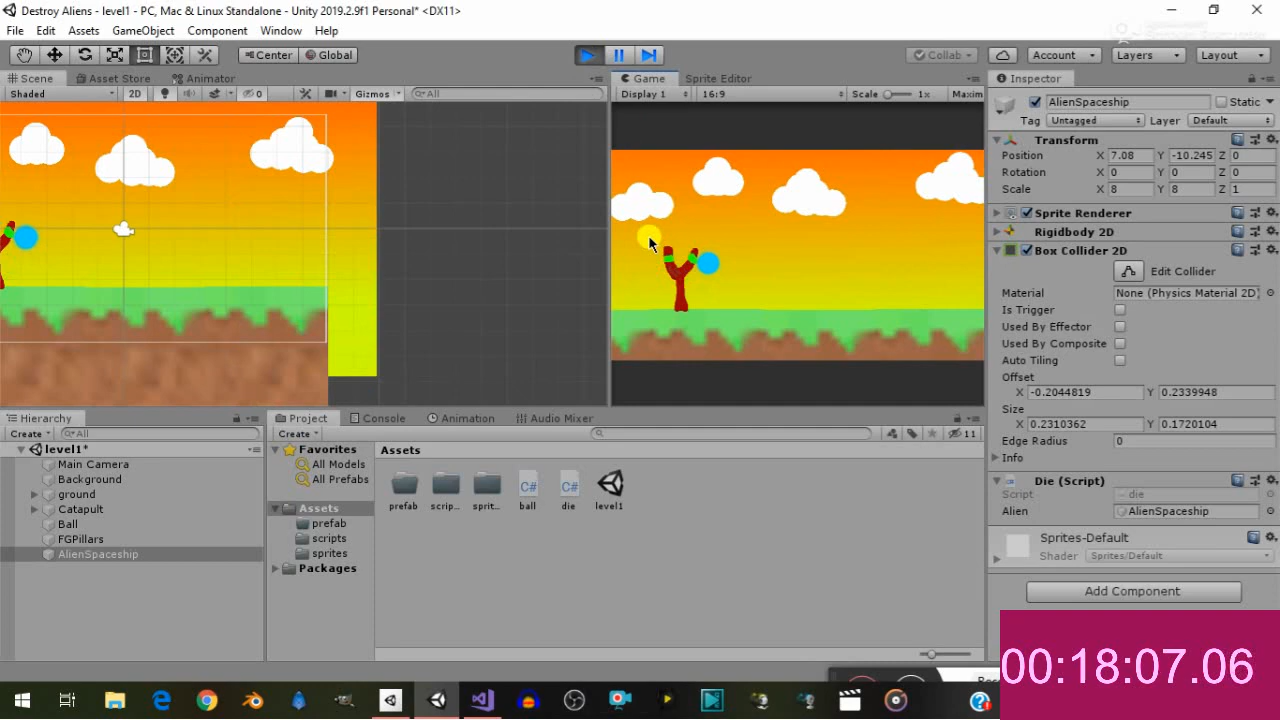 Destroy Aliens - level1 - PC, Mac & Linux Standalone - Unity 2019.2.9f1 Personal* <DX11>
File Edit Assets GameObject Component Window Help
Center Global Collab Account Layers Layout
Scene Asset Store Animator
Shaded 2D 0 Gizmos All
Game Sprite Editor
Display 1 16:9 Scale 1x Maxim
Inspector
AlienSpaceship Static
Tag Untagged Layer Default
Transform
Position X 7.08 Y -10.245 Z 0
Rotation X 0 Y 0 Z 0
Scale X 8 Y 8 Z 1
Sprite Renderer
Rigidbody 2D
Box Collider 2D
Edit Collider
Material None (Physics Material 2D)
Is Trigger
Used By Effector
Used By Composite
Auto Tiling
Offset
X -0.2044819 Y 0.2339948
Size
X 0.2310362 Y 0.1720104
Edge Radius 0
Info
Die (Script)
Script die
Alien AlienSpaceship
Sprites-Default
Shader Sprites/Default
Add Component
Hierarchy
Create All
level1*
Main Camera
Background
ground
Catapult
Ball
FGPillars
AlienSpaceship
Project Console Animation Audio Mixer
Create 11
Favorites
All Models
All Prefabs
Assets
prefab
scripts
sprites
Packages
Assets
prefab scrip... sprit... ball die level1
C# C#
00:18:07.06